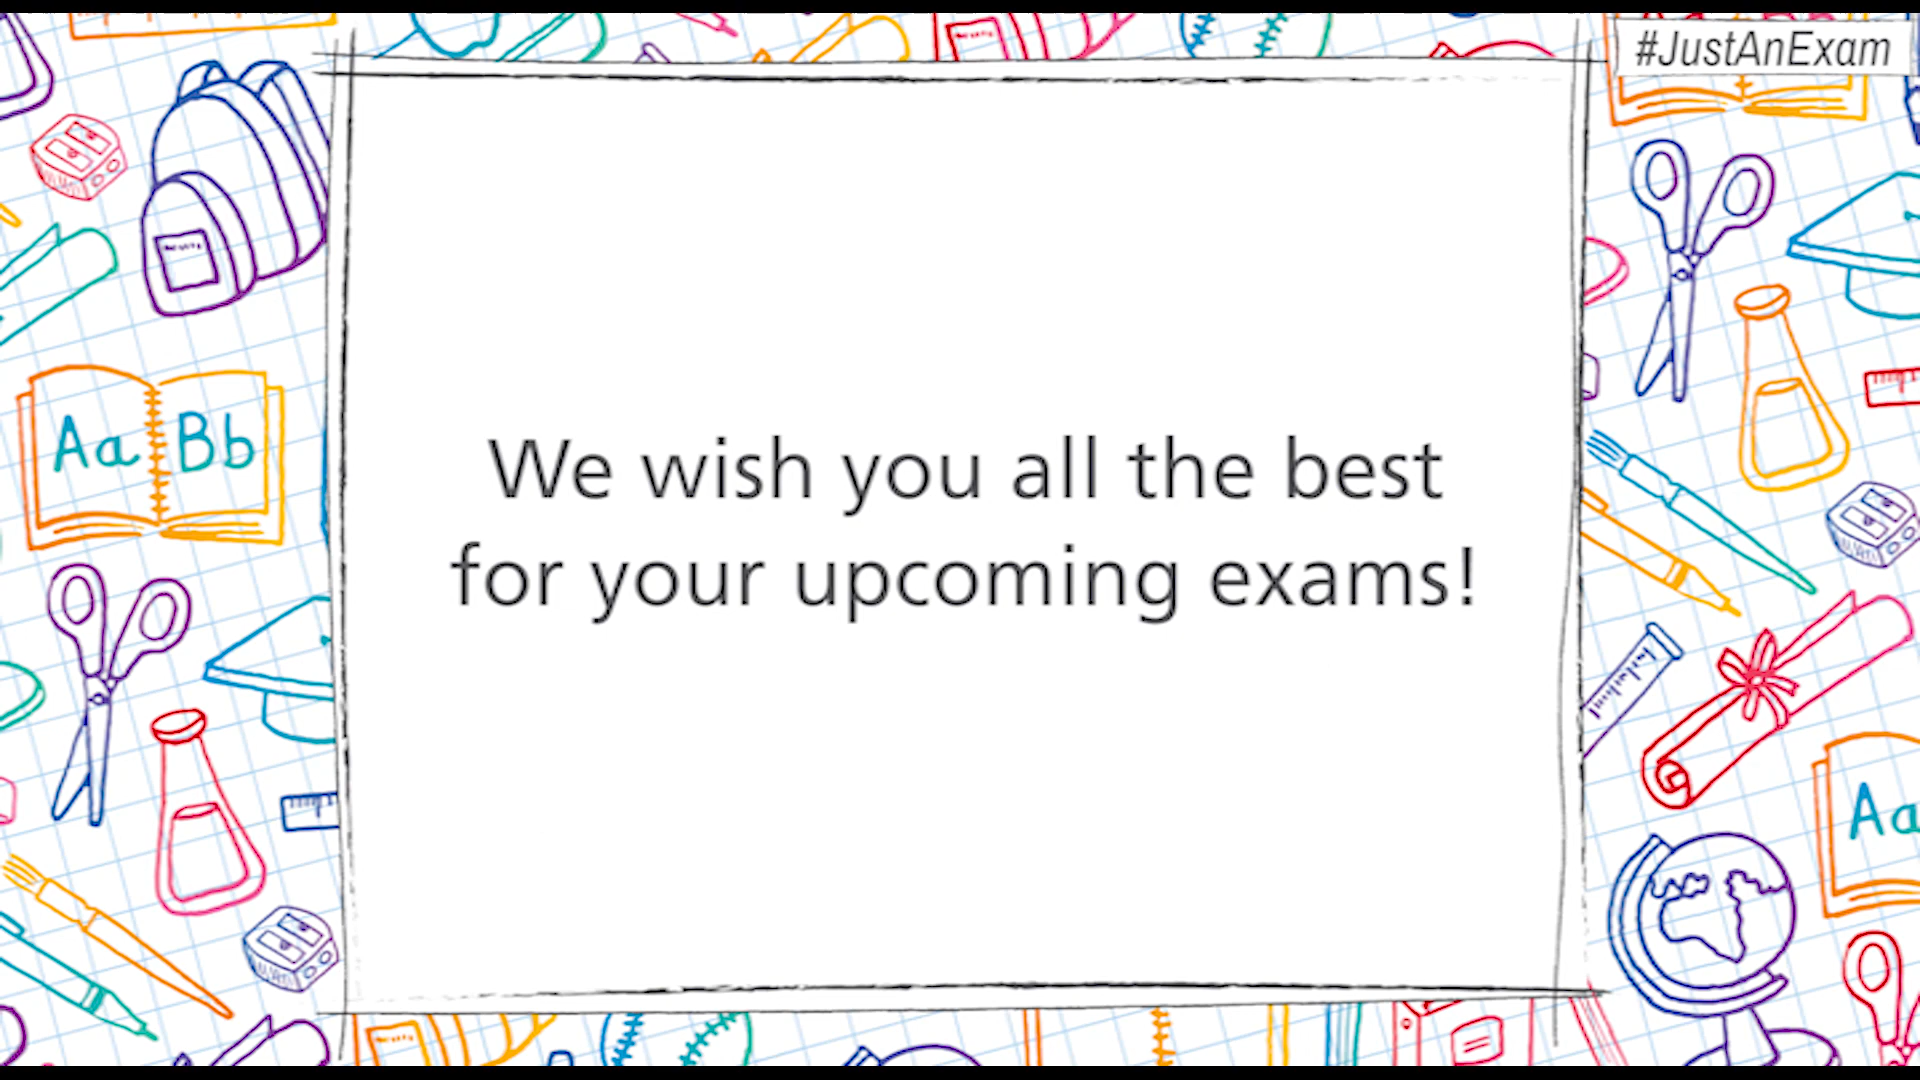 #JustAnExam
We wish you all the best
for your upcoming exams!
Aa Bb
Aa